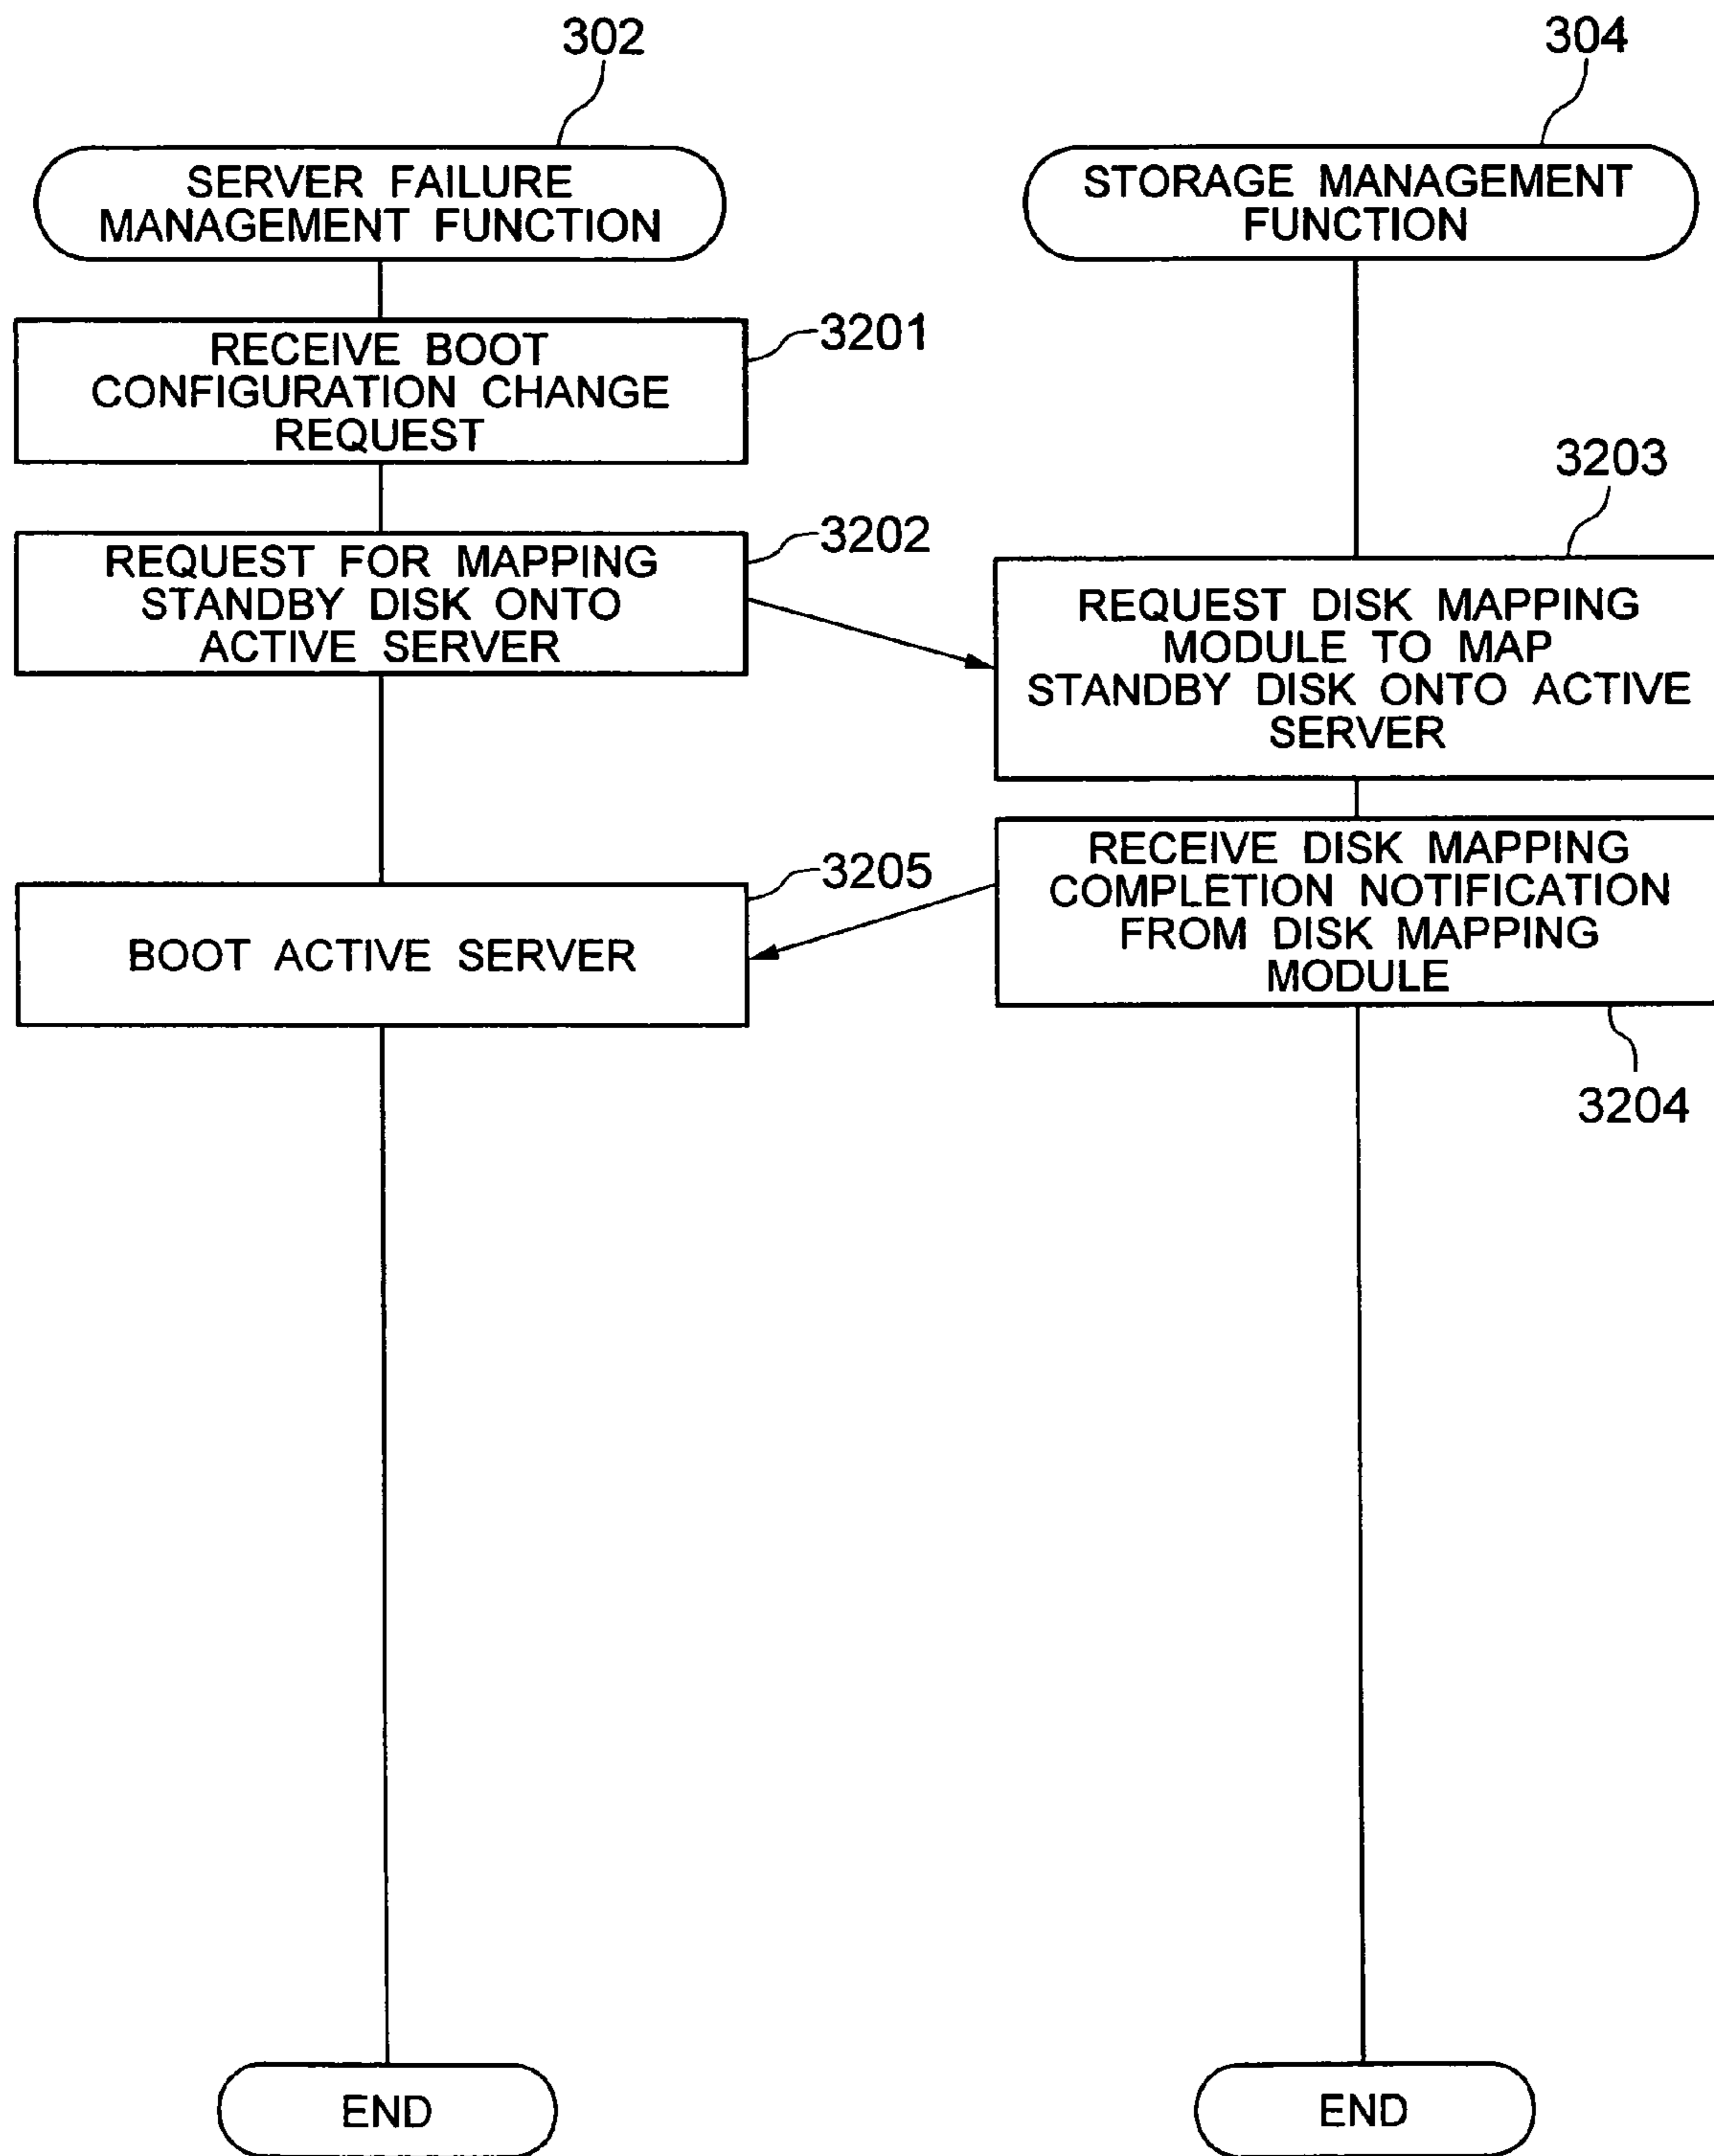 302
304
SERVER FAILURE
MANAGEMENT FUNCTION
STORAGE MANAGEMENT
FUNCTION
3201
RECEIVE BOOT
CONFIGURATION CHANGE
REQUEST
3202
REQUEST FOR MAPPING
STANDBY DISK ONTO
ACTIVE SERVER
3203
REQUEST DISK MAPPING
MODULE TO MAP
STANDBY DISK ONTO ACTIVE
SERVER
RECEIVE DISK MAPPING
COMPLETION NOTIFICATION
FROM DISK MAPPING
MODULE
3204
3205
BOOT ACTIVE SERVER
END
END